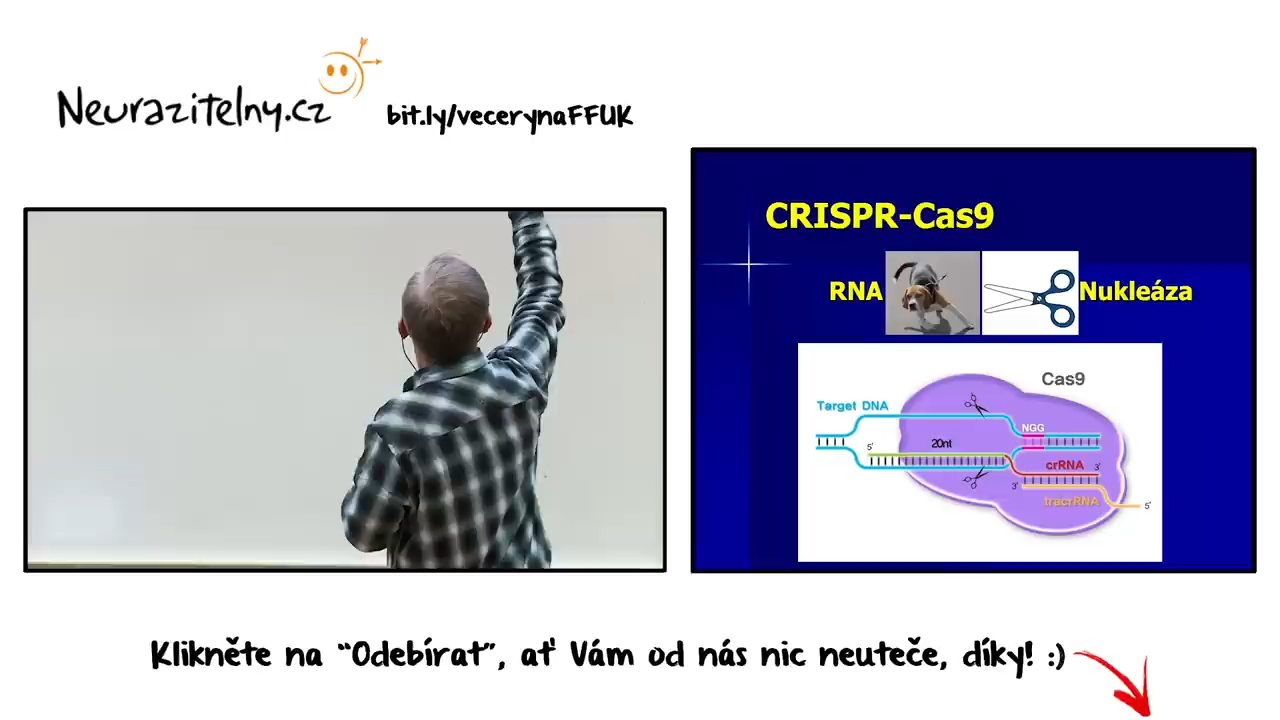 Neurazitelny.cz
bit.ly/vecerynaFFUK
CRISPR-Cas9
RNA
Nukleáza
Cas9
Target DNA
NGG
5'
20nt
crRNA
3'
3'
tracrRNA
5'
Klikněte na "Odebírat", ať Vám od nás nic neuteče, díky! :)